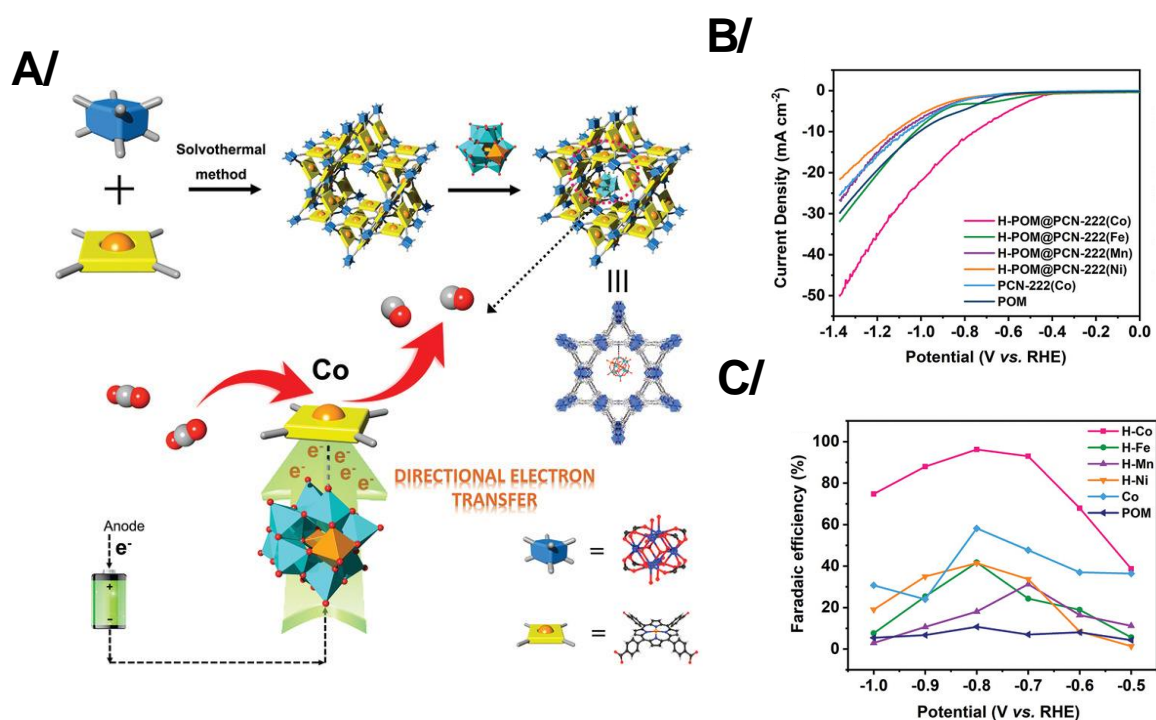 A/
Solvothermal
method
+
Co
e-
e-
e-
e-
e-
DIRECTIONAL ELECTRON
TRANSFER
Anode
e-
+
−
=
=
B/
Current Density (mA cm-2)
0
-10
-20
-30
-40
-50
H-POM@PCN-222(Co)
H-POM@PCN-222(Fe)
H-POM@PCN-222(Mn)
H-POM@PCN-222(Ni)
PCN-222(Co)
POM
-1.4 -1.2 -1.0 -0.8 -0.6 -0.4 -0.2 0.0
Potential (V vs. RHE)
C/
Faradaic efficiency (%)
100
80
60
40
20
0
H-Co
H-Fe
H-Mn
H-Ni
Co
POM
-1.0 -0.9 -0.8 -0.7 -0.6 -0.5
Potential (V vs. RHE)